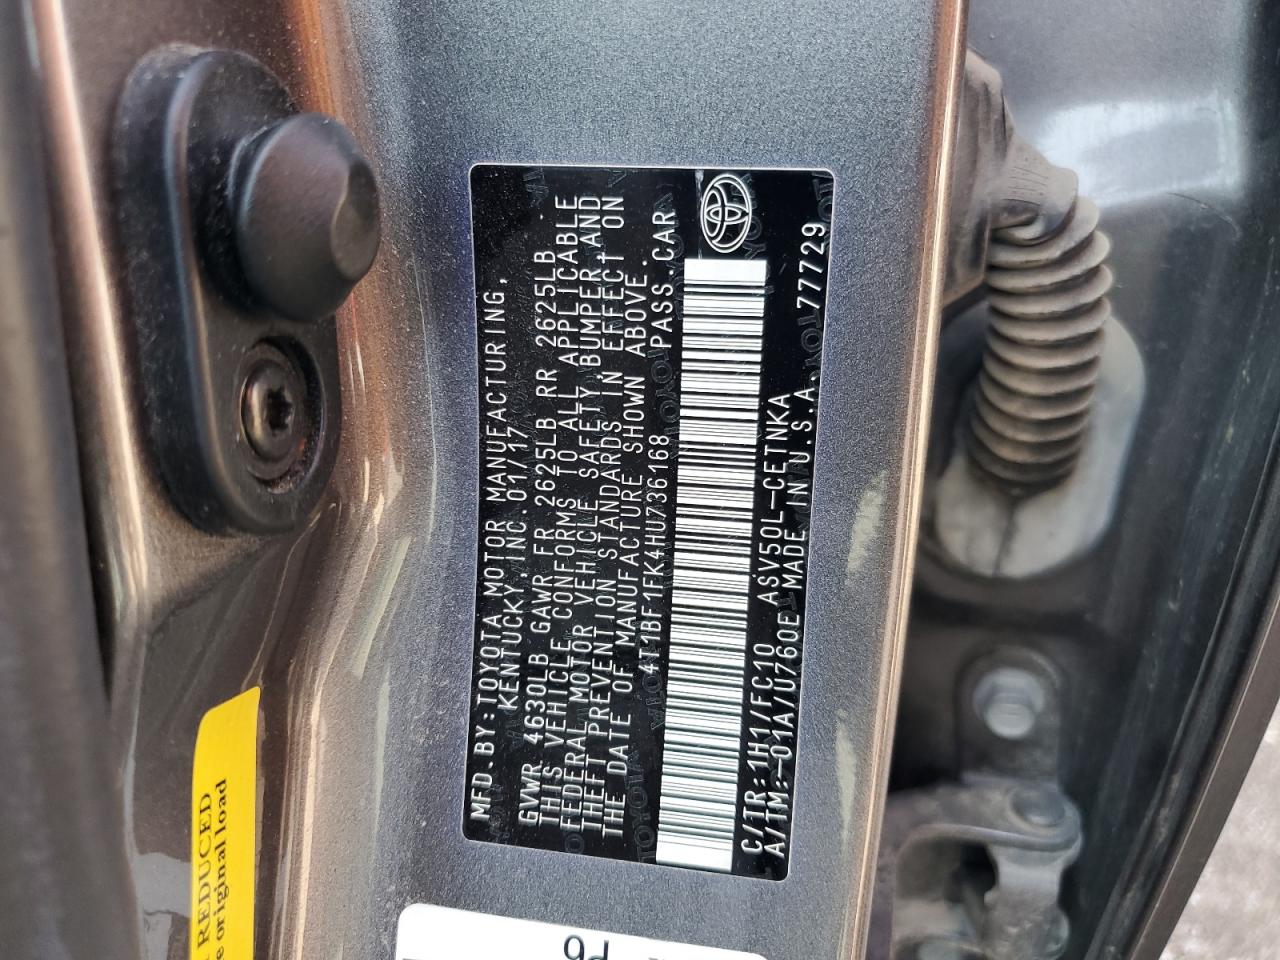 MFD. BY: TOYOTA MOTOR MANUFACTURING,
KENTUCKY, INC. 01/17
GVWR 4630LB GAWR FR 2625LB RR 2625LB
THIS VEHICLE CONFORMS TO ALL APPLICABLE
FEDERAL MOTOR VEHICLE SAFETY, BUMPER, AND
THEFT PREVENTION STANDARDS IN EFFECT ON
THE DATE OF MANUFACTURE SHOWN ABOVE.
4T1BF1FK4HU736168 PASS. CAR
C/TR: 1H1/FC10 ASV50L-CETNKA
A/TM: -01A/U760E MADE IN U.S.A. 77729
REDUCED
original load